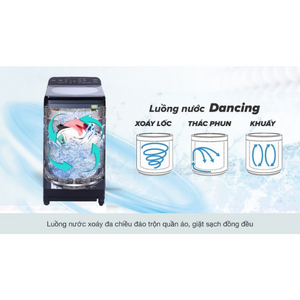 Luồng nước Dancing
XOÁY LỐC THÁC PHUN KHUẤY
Luồng nước xoáy đa chiều đảo trộn quần áo, giặt sạch đồng đều